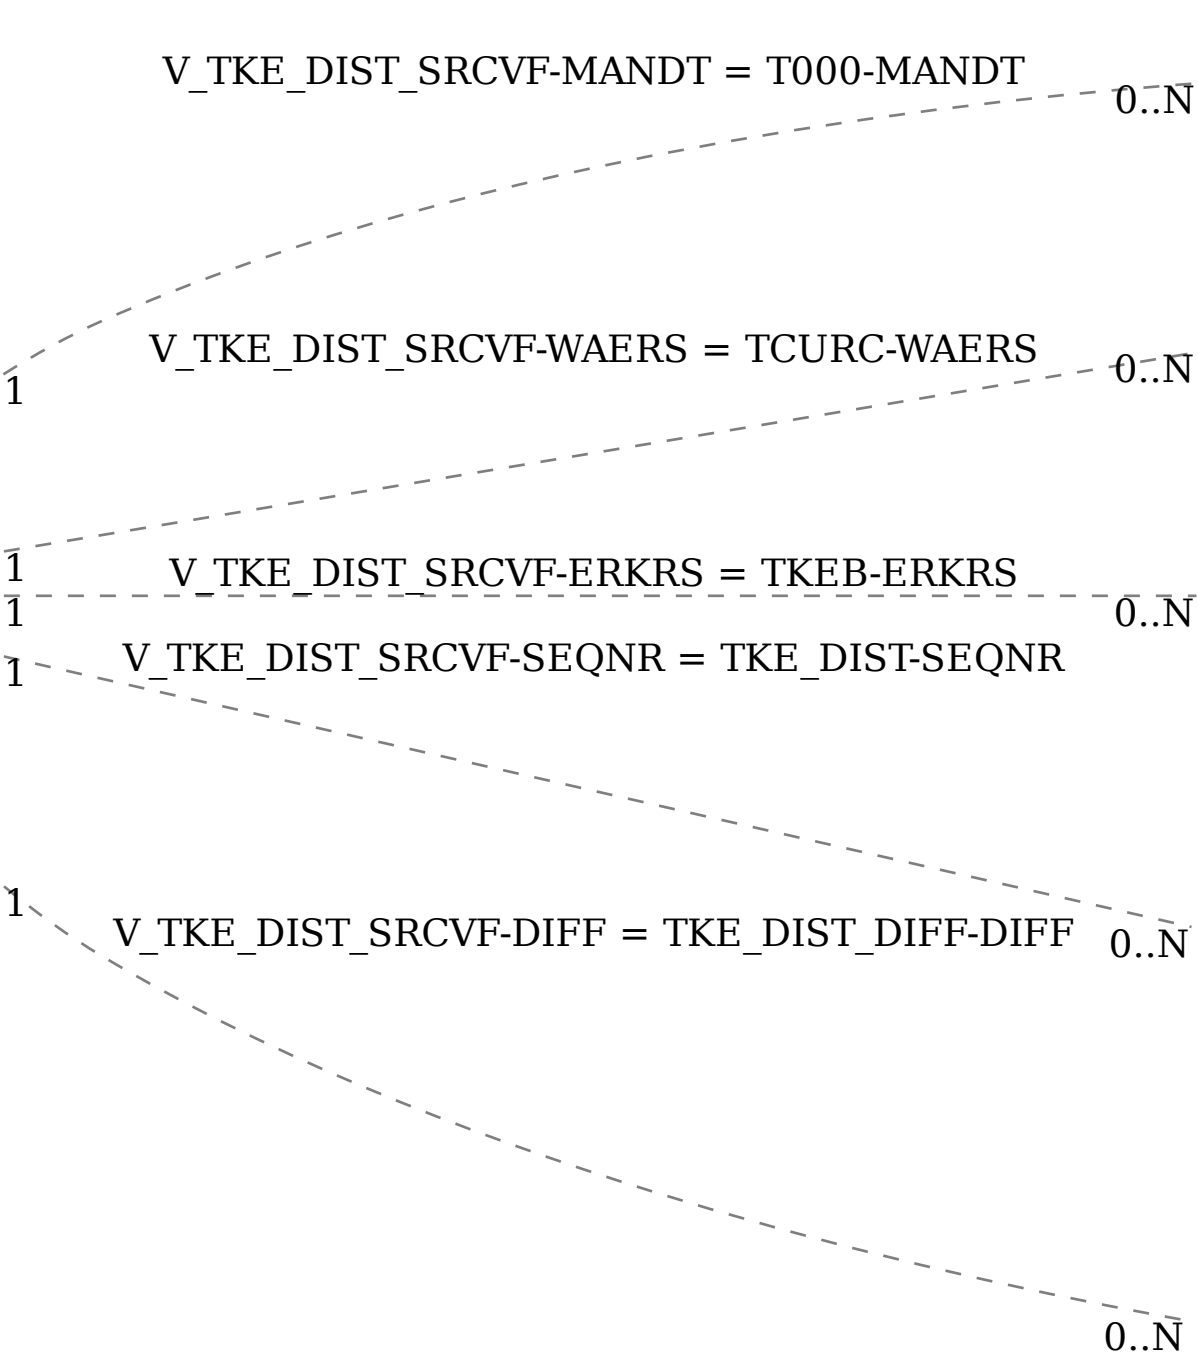 V_TKE_DIST_SRCVF-MANDT = T000-MANDT
0..N
V_TKE_DIST_SRCVF-WAERS = TCURC-WAERS
0..N
1
1
V_TKE_DIST_SRCVF-ERKRS = TKEB-ERKRS
1
0..N
V_TKE_DIST_SRCVF-SEQNR = TKE_DIST-SEQNR
1
1
V_TKE_DIST_SRCVF-DIFF = TKE_DIST_DIFF-DIFF
0..N
0..N